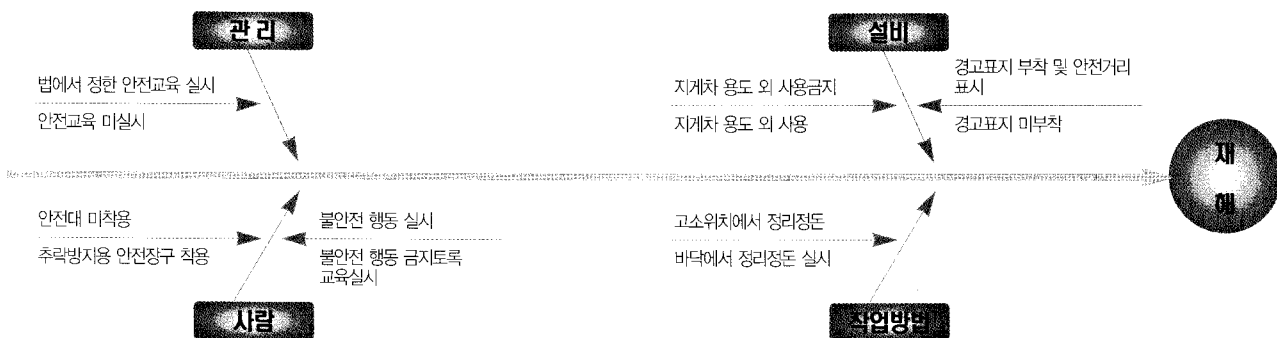 관 리
설비
법에서 정한 안전교육 실시
안전교육 미실시
지게차 용도 외 사용금지
지게차 용도 외 사용
경고표지 부착 및 안전거리
표시
경고표지 미부착
재
해
안전대 미착용
추락방지용 안전장구 착용
불안전 행동 실시
불안전 행동 금지토록
교육실시
고소위치에서 정리정돈
바닥에서 정리정돈 실시
사람
작업방법